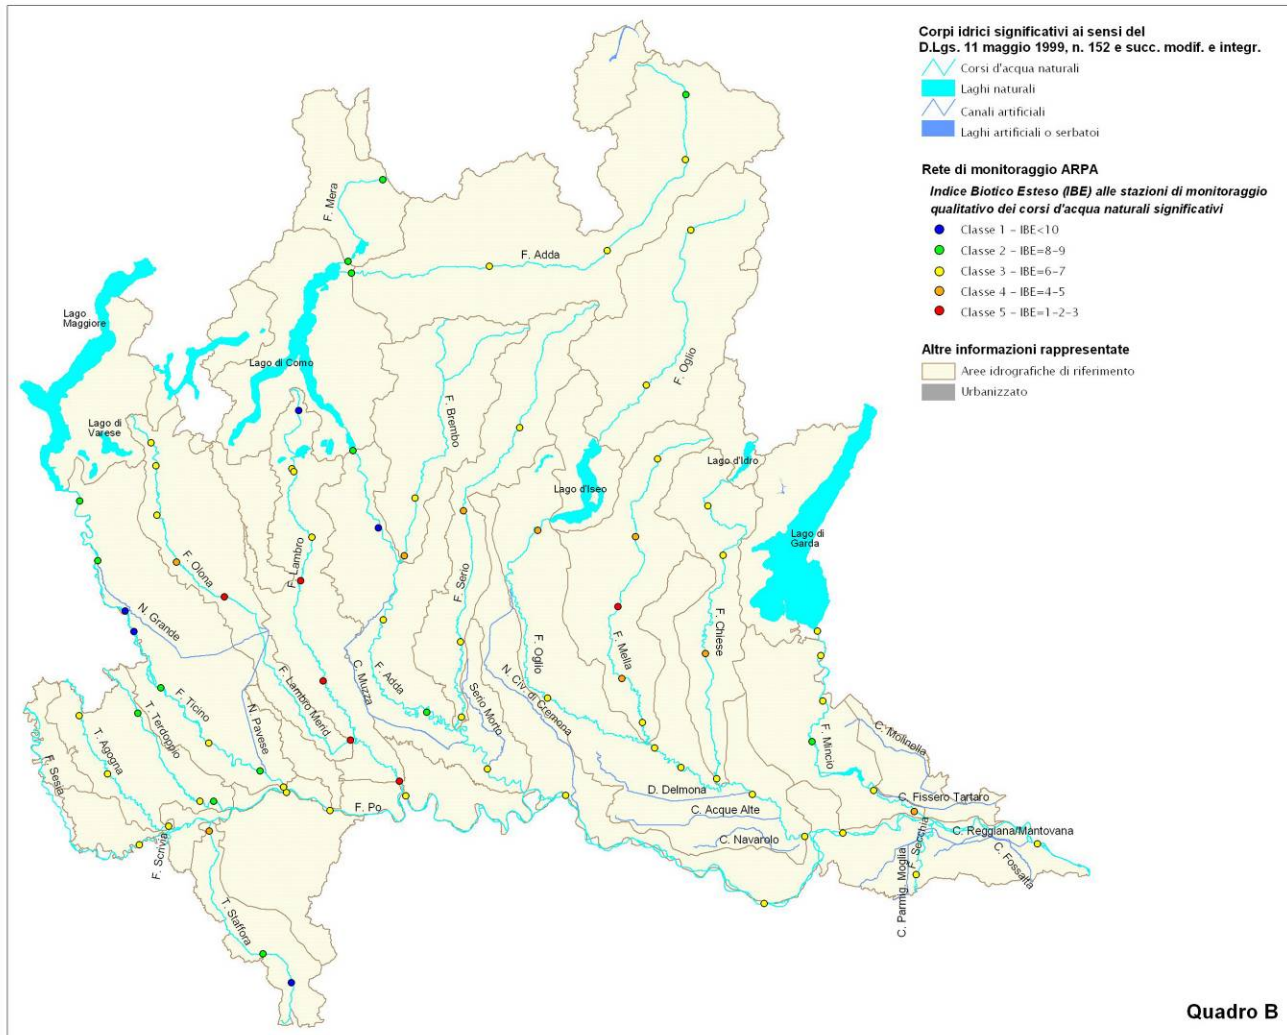 Corpi idrici significativi ai sensi del
D.Lgs. 11 maggio 1999, n. 152 e succ. modif. e integr.
Corsi d'acqua naturali
Laghi naturali
Canali artificiali
Laghi artificiali o serbatoi
Rete di monitoraggio ARPA
Indice Biotico Esteso (IBE) alle stazioni di monitoraggio
qualitativo dei corsi d'acqua naturali significativi
Classe 1 – IBE<10
Classe 2 – IBE=8–9
Classe 3 – IBE=6–7
Classe 4 – IBE=4–5
Classe 5 – IBE=1–2–3
Altre informazioni rappresentate
Aree idrografiche di riferimento
Urbanizzato
F. Mera
F. Adda
Lago
Maggiore
Lago di Como
F. Oglio
Lago di
Varese
F. Brembo
Lago d'Idro
Lago d'Iseo
Lago di
Garda
F. Olona
F. Lambro
F. Serio
N. Grande
F. Chiese
F. Mella
F. Oglio
F. Ticino
T. Terdoppio
T. Agogna
F. Sesia
N. Pavese
F. Lambro Merid
C. Muzza
F. Adda
Serio Morto
N. Civ. di Cremona
F. Mincio
C. Molinella
D. Delmona
C. Acque Alte
C. Navarolo
C. Fissero Tartaro
C. Reggiana/Mantovana
F. Secchia
C. Fossalta
C. Parmig. Moglia
F. Po
F. Scrivia
T. Staffora
Quadro B